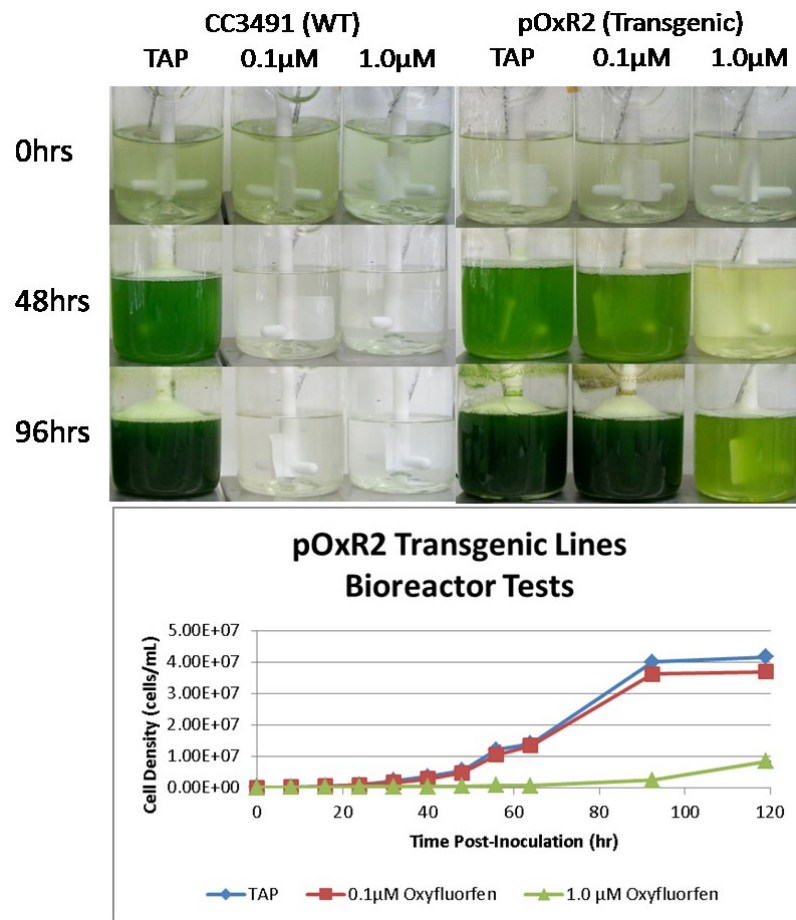 CC3491 (WT) pOxR2 (Transgenic)
TAP 0.1μM 1.0μM TAP 0.1μM 1.0μM
0hrs
48hrs
96hrs
pOxR2 Transgenic Lines
Bioreactor Tests
Cell Density (cells/mL)
5.00E+07
4.00E+07
3.00E+07
2.00E+07
1.00E+07
0.00E+00
0 20 40 60 80 100 120
Time Post-Inoculation (hr)
TAP 0.1μM Oxyfluorfen 1.0 μM Oxyfluorfen